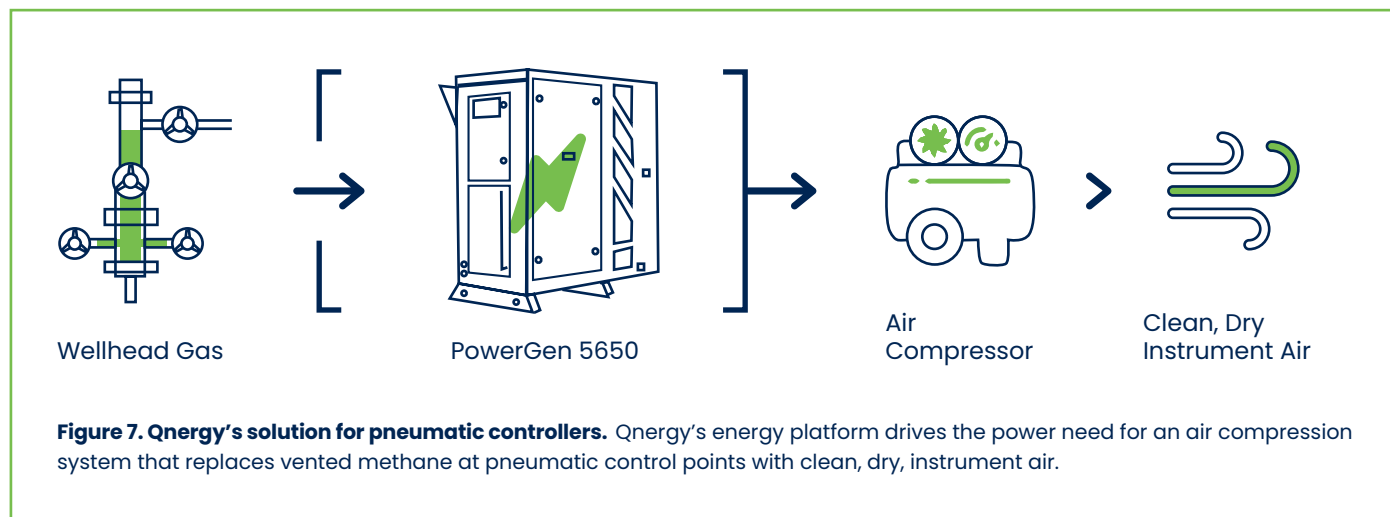 Wellhead Gas
PowerGen 5650
Air
Compressor
Clean, Dry
Instrument Air
Figure 7. Qnergy’s solution for pneumatic controllers. Qnergy’s energy platform drives the power need for an air compression
system that replaces vented methane at pneumatic control points with clean, dry, instrument air.